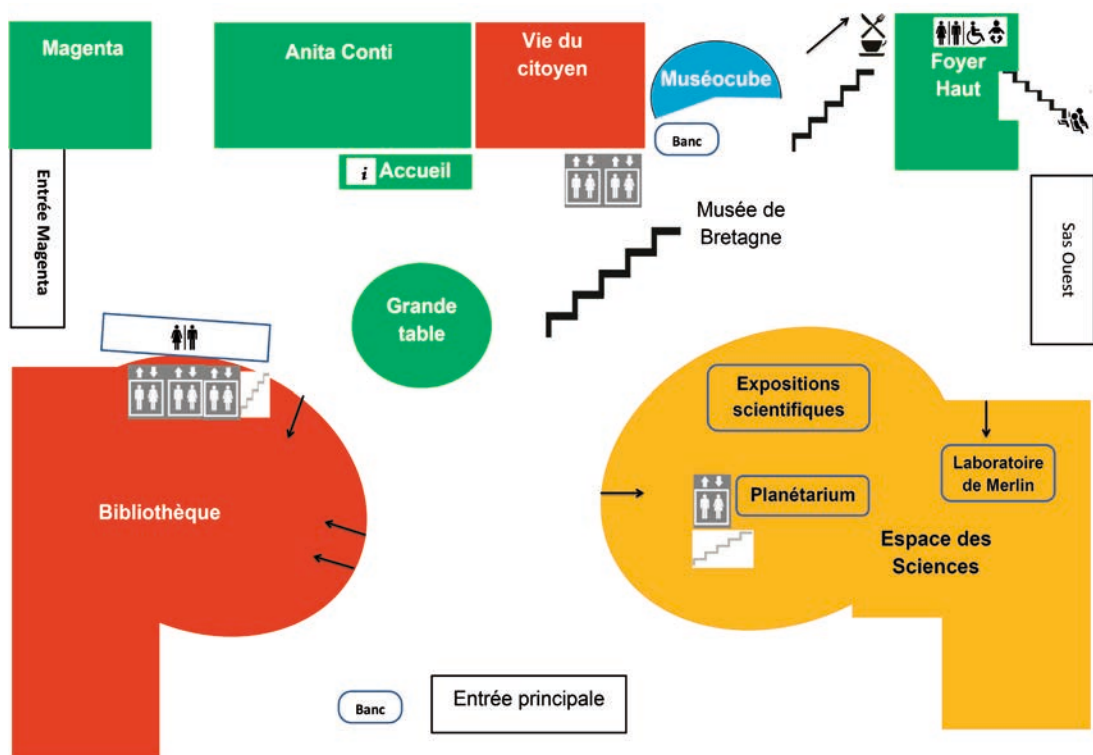 Magenta
Anita Conti
Vie du
citoyen
Muséocube
Foyer
Haut
Banc
i Accueil
Entrée Magenta
Musée de
Bretagne
Sas Ouest
Grande
table
Expositions
scientifiques
Laboratoire
de Merlin
Planétarium
Bibliothèque
Espace des
Sciences
Banc
Entrée principale